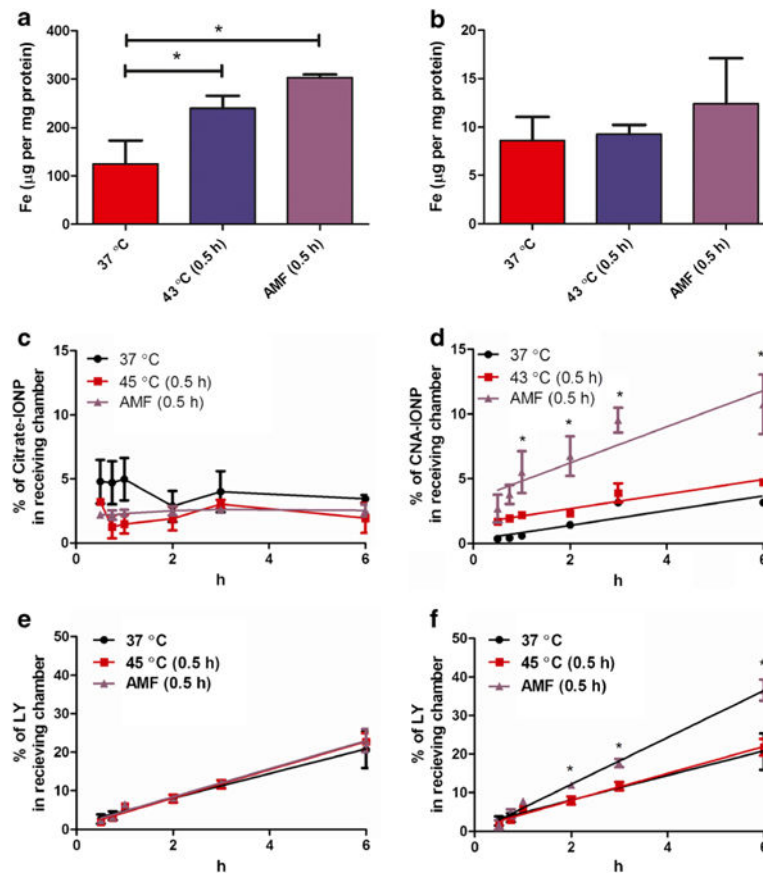 a
Fe (µg per mg protein)
400
300
200
100
0
*
*
37 °C
43 °C (0.5 h)
AMF (0.5 h)
b
Fe (µg per mg protein)
20
15
10
5
0
37 °C
43 °C (0.5 h)
AMF (0.5 h)
c
% of Citrate-IONP
in receiving chamber
15
10
5
0
37 °C
45 °C (0.5 h)
AMF (0.5 h)
0
2
4
6
h
d
% of CNA-IONP
in receiving chamber
15
10
5
0
37 °C
43 °C (0.5 h)
AMF (0.5 h)
*
*
*
*
0
2
4
6
h
e
% of LY
in recieving chamber
50
40
30
20
10
0
37 °C
45 °C (0.5 h)
AMF (0.5 h)
0
2
4
6
h
f
% of LY
in recieving chamber
50
40
30
20
10
0
37 °C
45 °C (0.5 h)
AMF (0.5 h)
*
*
*
0
2
4
6
h